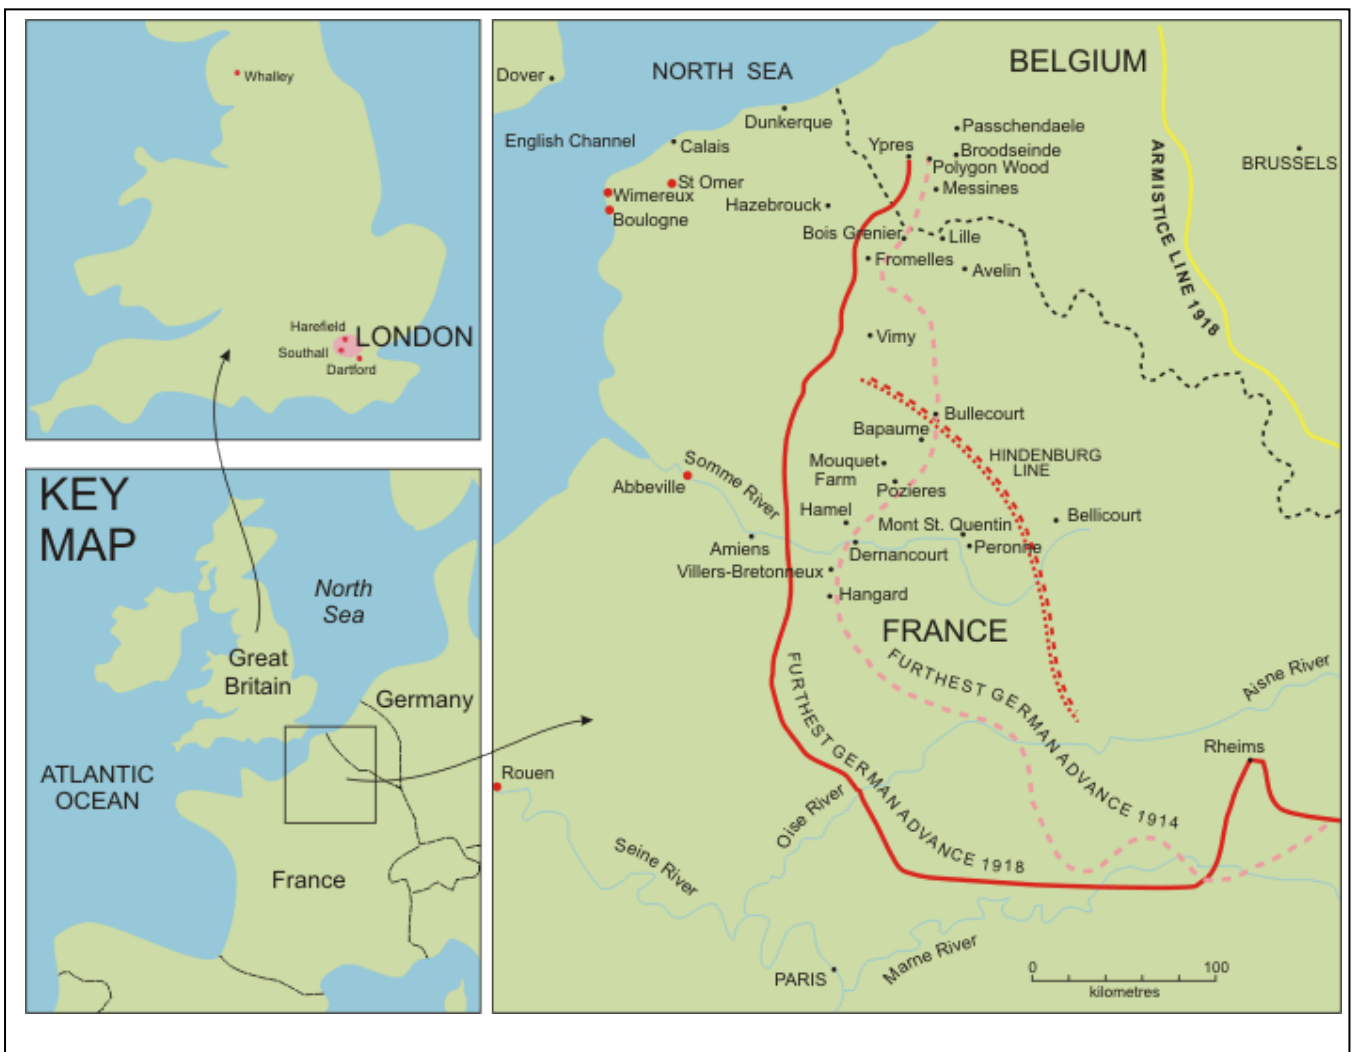 Whalley
Harefield
LONDON
Southall
Dartford
KEY
MAP
North
Sea
Great
Britain
Germany
ATLANTIC
OCEAN
France
BELGIUM
NORTH SEA
Dover
Dunkerque
English Channel
Calais
Passchendaele
Ypres
Broodseinde
BRUSSELS
Polygon Wood
St Omer
Messines
Wimereux
Hazebrouck
Boulogne
Bois Grenier
Lille
Fromelles
Avelin
ARMISTICE LINE 1918
Vimy
Bullecourt
Bapaume
HINDENBURG
LINE
Mouquet
Farm
Somme River
Abbeville
Pozieres
Hamel
Mont St. Quentin
Bellicourt
Amiens
Dernancourt
Peronne
Villers-Bretonneux
Hangard
FRANCE
FURTHEST GERMAN ADVANCE 1914
FURTHEST GERMAN ADVANCE 1918
Aisne River
Rheims
Rouen
Oise River
Seine River
Marne River
PARIS
0 100
kilometres